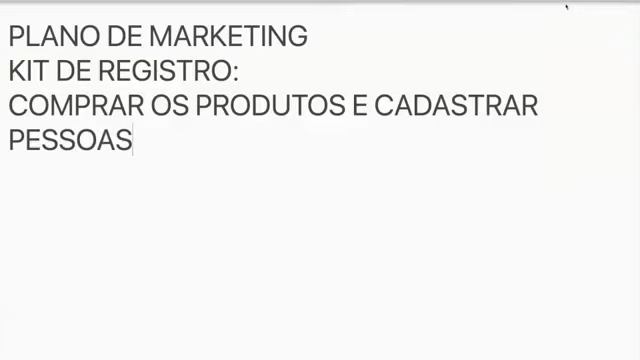 PLANO DE MARKETING
KIT DE REGISTRO:
COMPRAR OS PRODUTOS E CADASTRAR
PESSOAS